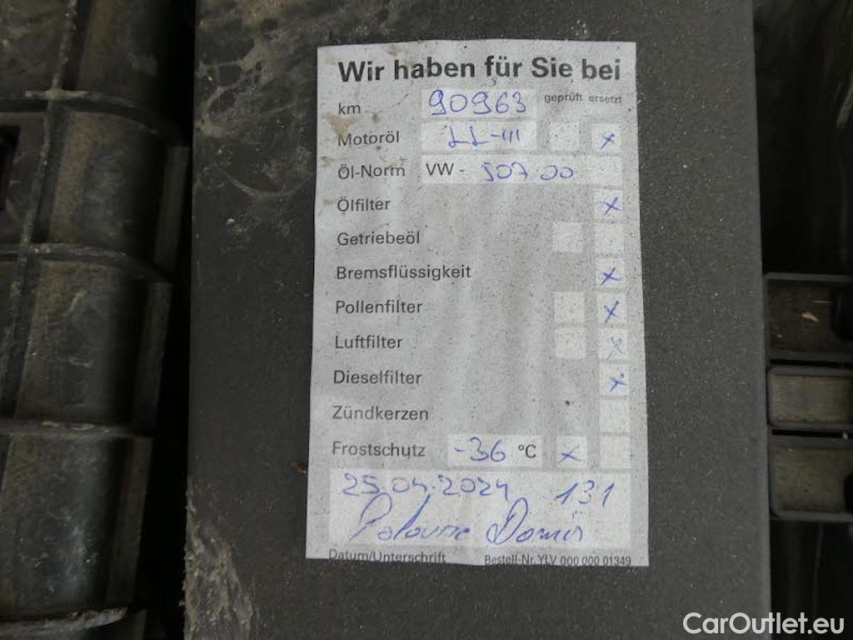 Wir haben für Sie bei
km 90963 geprüft ersetzt
Motoröl LL-III x
Öl-Norm VW- 507 00
Ölfilter x
Getriebeöl
Bremsflüssigkeit x
Pollenfilter x
Luftfilter x
Dieselfilter x
Zündkerzen
Frostschutz -36 °C x
25.04.2024 131
Datum/Unterschrift Bestell-Nr. YLV 000 000 01349
CarOutlet.eu